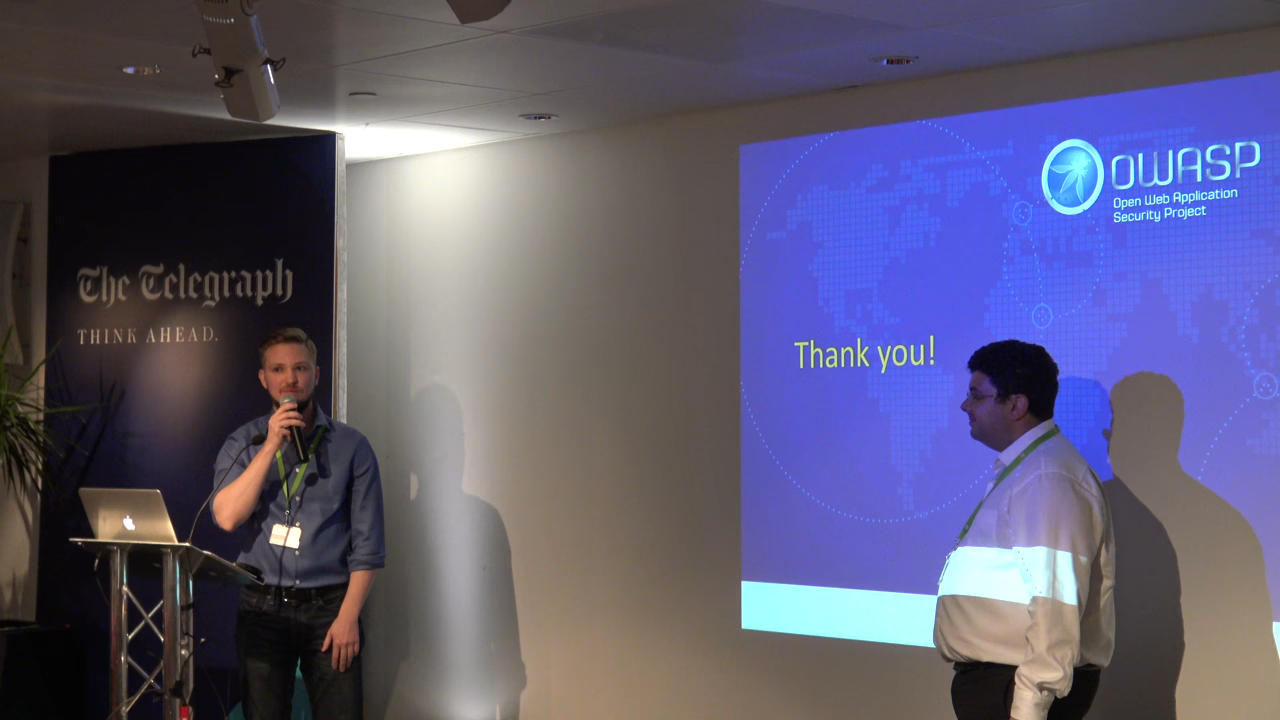 The Telegraph
THINK AHEAD.
OWASP
Open Web Application
Security Project
Thank you!